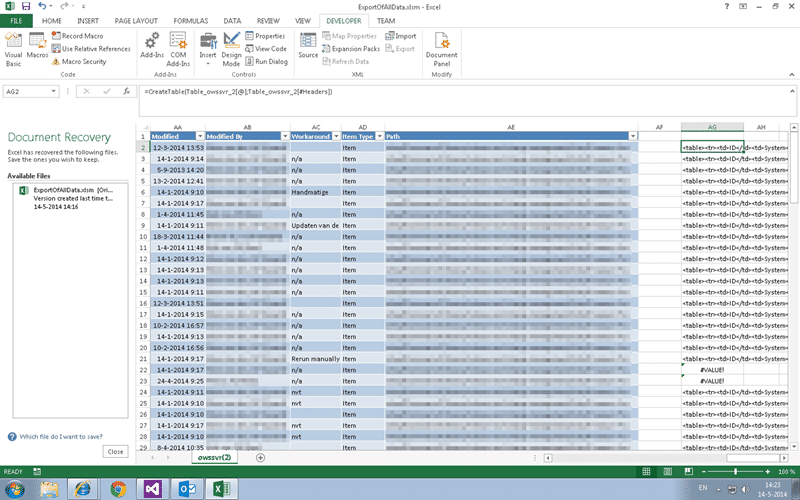 ExportOfAllData.xlsm - Excel
FILE HOME INSERT PAGE LAYOUT FORMULAS DATA REVIEW VIEW DEVELOPER TEAM
Visual Basic
Macros
Record Macro
Use Relative References
Macro Security
Code
Add-Ins
COM Add-Ins
Add-Ins
Insert
Design Mode
Properties
View Code
Run Dialog
Controls
Source
Map Properties
Expansion Packs
Refresh Data
Import
Export
XML
Document Panel
Modify
AG2
=CreateTable(Table_owssvr_2[@];Table_owssvr_2[#Headers])
Document Recovery
Excel has recovered the following files.
Save the ones you wish to keep.
Available Files
ExportOfAllData.xlsm [Ori...
Version created last time t...
14-5-2014 14:16
Which file do I want to save?
Close
AA AB AC AD AE AF AG AH
1 Modified Modified By Workaround Item Type Path
2 12-3-2014 13:53 Item <table><tr><td>ID</td><td>System
3 14-1-2014 9:14 n/a Item <table><tr><td>ID</td><td>System
4 5-9-2013 14:20 n/a Item <table><tr><td>ID</td><td>System
5 13-2-2014 12:41 n/a Item <table><tr><td>ID</td><td>System
6 14-1-2014 9:10 Handmatige Item <table><tr><td>ID</td><td>System
7 14-1-2014 9:17 Item <table><tr><td>ID</td><td>System
8 1-4-2014 11:45 n/a Item <table><tr><td>ID</td><td>System
9 14-1-2014 9:11 Updaten van de Item <table><tr><td>ID</td><td>System
10 18-3-2014 11:44 n/a Item <table><tr><td>ID</td><td>System
11 1-4-2014 11:48 n/a Item <table><tr><td>ID</td><td>System
12 14-1-2014 9:12 n/a Item <table><tr><td>ID</td><td>System
13 14-1-2014 9:13 n/a Item <table><tr><td>ID</td><td>System
14 14-1-2014 9:13 n/a Item <table><tr><td>ID</td><td>System
15 14-1-2014 9:11 n/a Item <table><tr><td>ID</td><td>System
16 12-3-2014 13:51 Item <table><tr><td>ID</td><td>System
17 14-1-2014 9:15 n/a Item <table><tr><td>ID</td><td>System
18 10-2-2014 16:57 n/a Item <table><tr><td>ID</td><td>System
19 14-1-2014 9:13 n/a Item <table><tr><td>ID</td><td>System
20 10-2-2014 16:56 n/a Item <table><tr><td>ID</td><td>System
21 14-1-2014 9:17 Rerun manually Item <table><tr><td>ID</td><td>System
22 14-1-2014 9:17 n/a Item #VALUE!
23 24-4-2014 9:25 n/a Item #VALUE!
24 14-1-2014 9:11 nvt Item <table><tr><td>ID</td><td>System
25 14-1-2014 9:10 nvt Item <table><tr><td>ID</td><td>System
26 14-1-2014 9:10 Item <table><tr><td>ID</td><td>System
27 14-1-2014 9:17 nvt Item <table><tr><td>ID</td><td>System
28 14-1-2014 9:10 nvt Item <table><tr><td>ID</td><td>System
29 8-4-2014 10:35 Item <table><tr><td>ID</td><td>System
owssvr(2)
READY
100 %
EN
14:23
14-5-2014